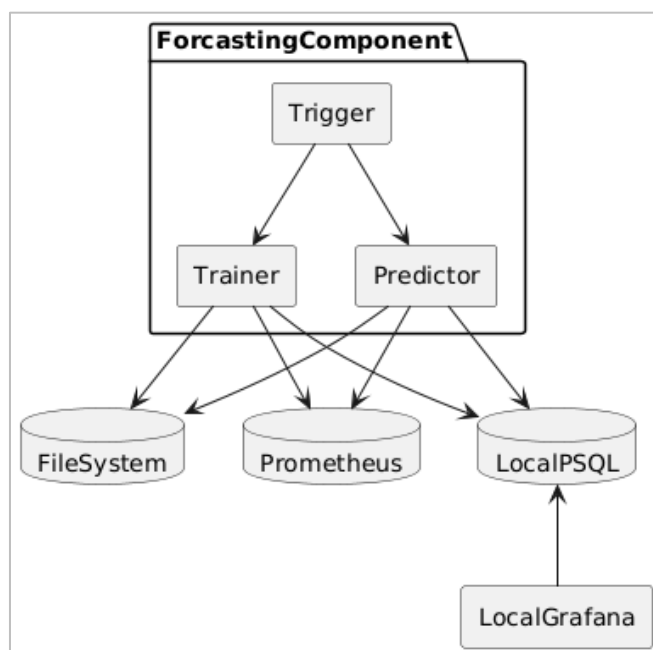 ForcastingComponent
Trigger
Trainer
Predictor
FileSystem
Prometheus
LocalPSQL
LocalGrafana